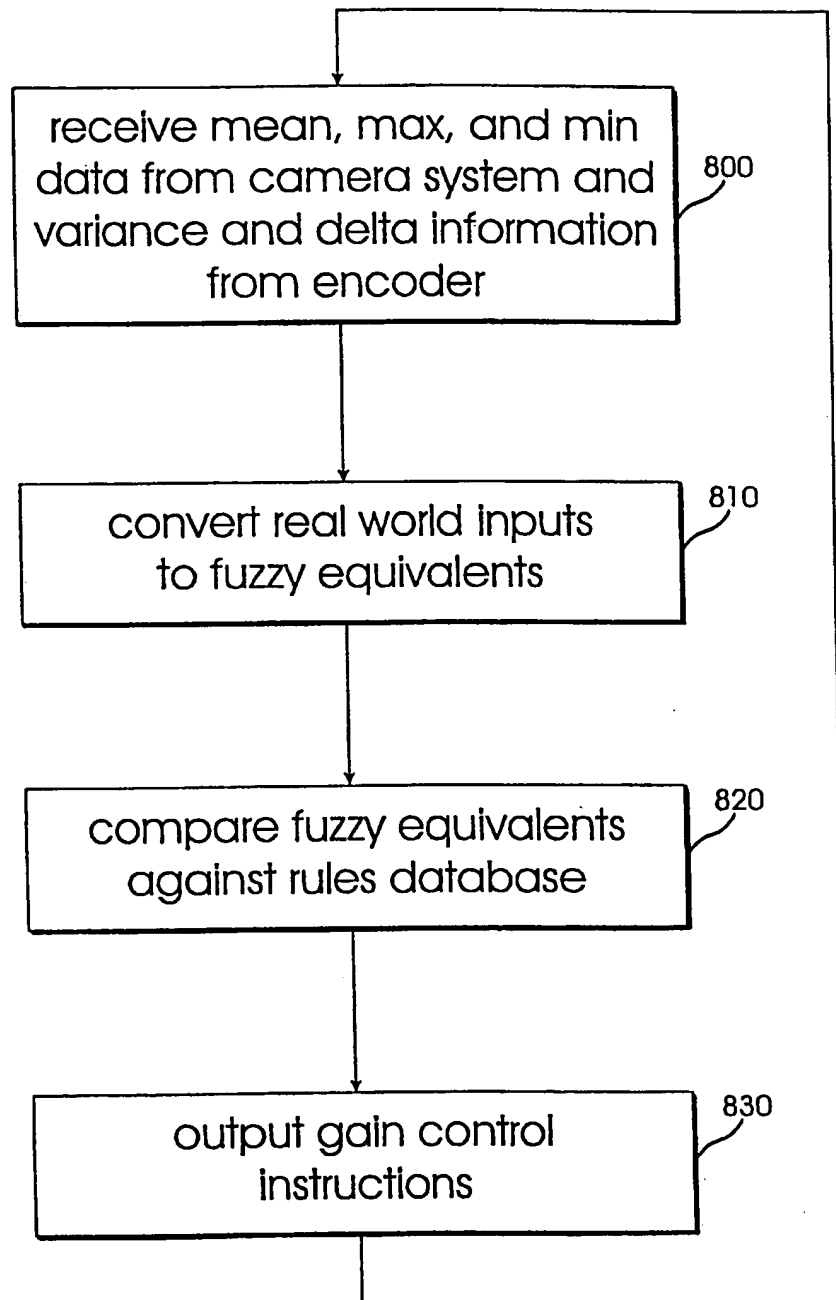 receive mean, max, and min
data from camera system and
variance and delta information
from encoder
800
convert real world inputs
to fuzzy equivalents
810
compare fuzzy equivalents
against rules database
820
output gain control
instructions
830